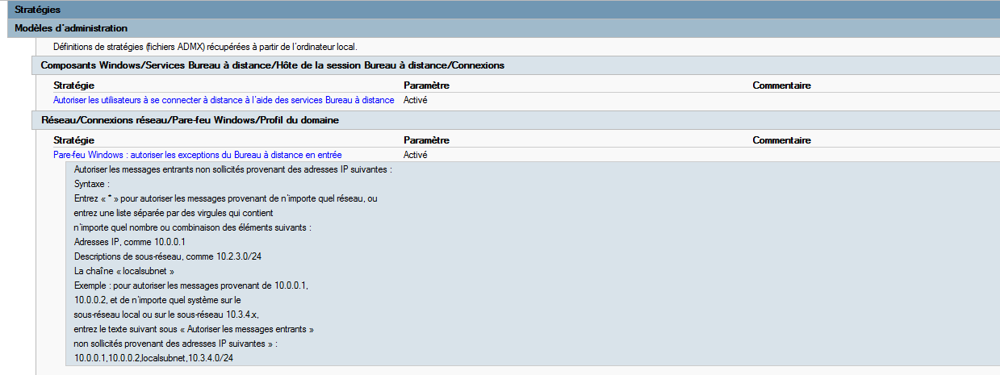 Stratégies
Modèles d'administration
Définitions de stratégies (fichiers ADMX) récupérées à partir de l'ordinateur local.
Composants Windows/Services Bureau à distance/Hôte de la session Bureau à distance/Connexions
Stratégie Paramètre Commentaire
Autoriser les utilisateurs à se connecter à distance à l'aide des services Bureau à distance Activé
Réseau/Connexions réseau/Pare-feu Windows/Profil du domaine
Stratégie Paramètre Commentaire
Pare-feu Windows : autoriser les exceptions du Bureau à distance en entrée Activé
Autoriser les messages entrants non sollicités provenant des adresses IP suivantes :
Syntaxe :
Entrez « * » pour autoriser les messages provenant de n'importe quel réseau, ou
entrez une liste séparée par des virgules qui contient
n'importe quel nombre ou combinaison des éléments suivants :
Adresses IP, comme 10.0.0.1
Descriptions de sous-réseau, comme 10.2.3.0/24
La chaîne « localsubnet »
Exemple : pour autoriser les messages provenant de 10.0.0.1,
10.0.0.2, et de n'importe quel système sur le
sous-réseau local ou sur le sous-réseau 10.3.4.x,
entrez le texte suivant sous « Autoriser les messages entrants »
non sollicités provenant des adresses IP suivantes » :
10.0.0.1,10.0.0.2,localsubnet,10.3.4.0/24